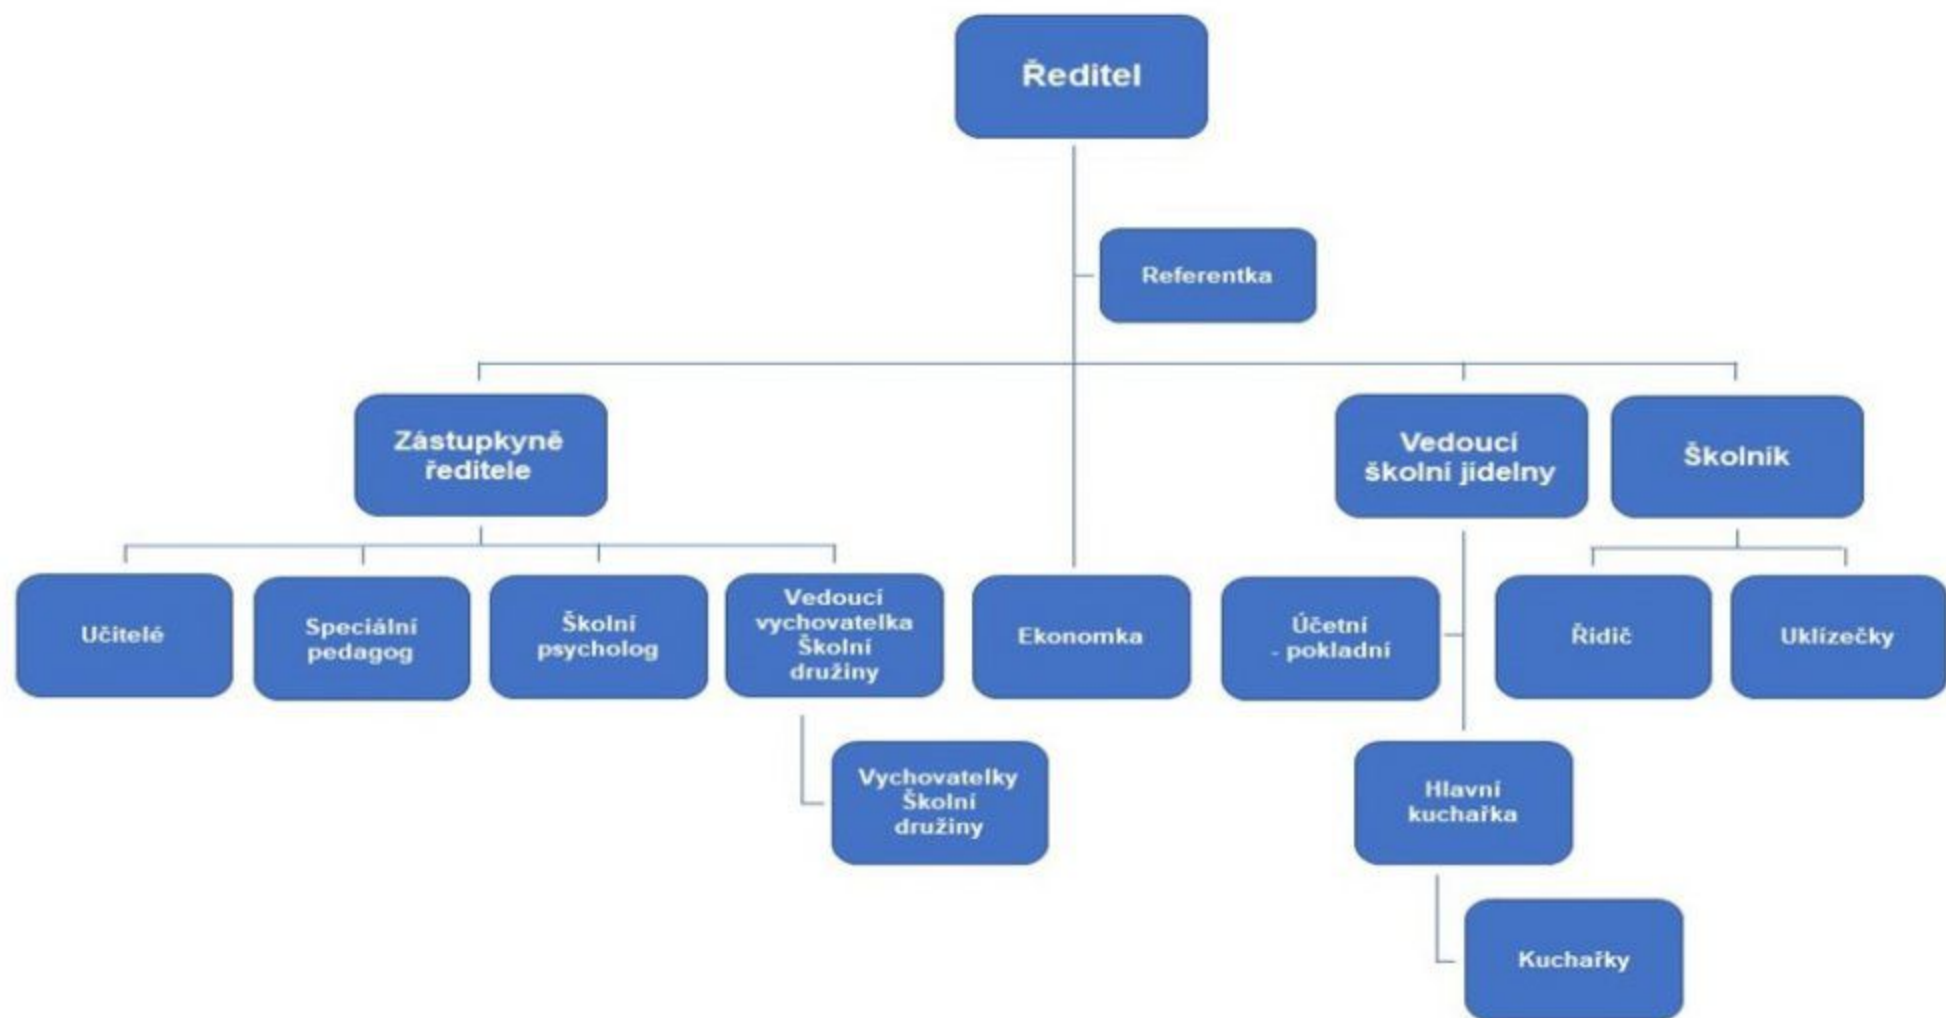 Ředitel
Referentka
Zástupkyně
ředitele
Vedoucí
školní jídelny
Školník
Učitelé
Speciální
pedagog
Školní
psycholog
Vedoucí
vychovatelka
Školní
družiny
Ekonomka
Účetní
- pokladní
Řidič
Uklízečky
Vychovatelky
Školní
družiny
Hlavní
kuchařka
Kuchařky